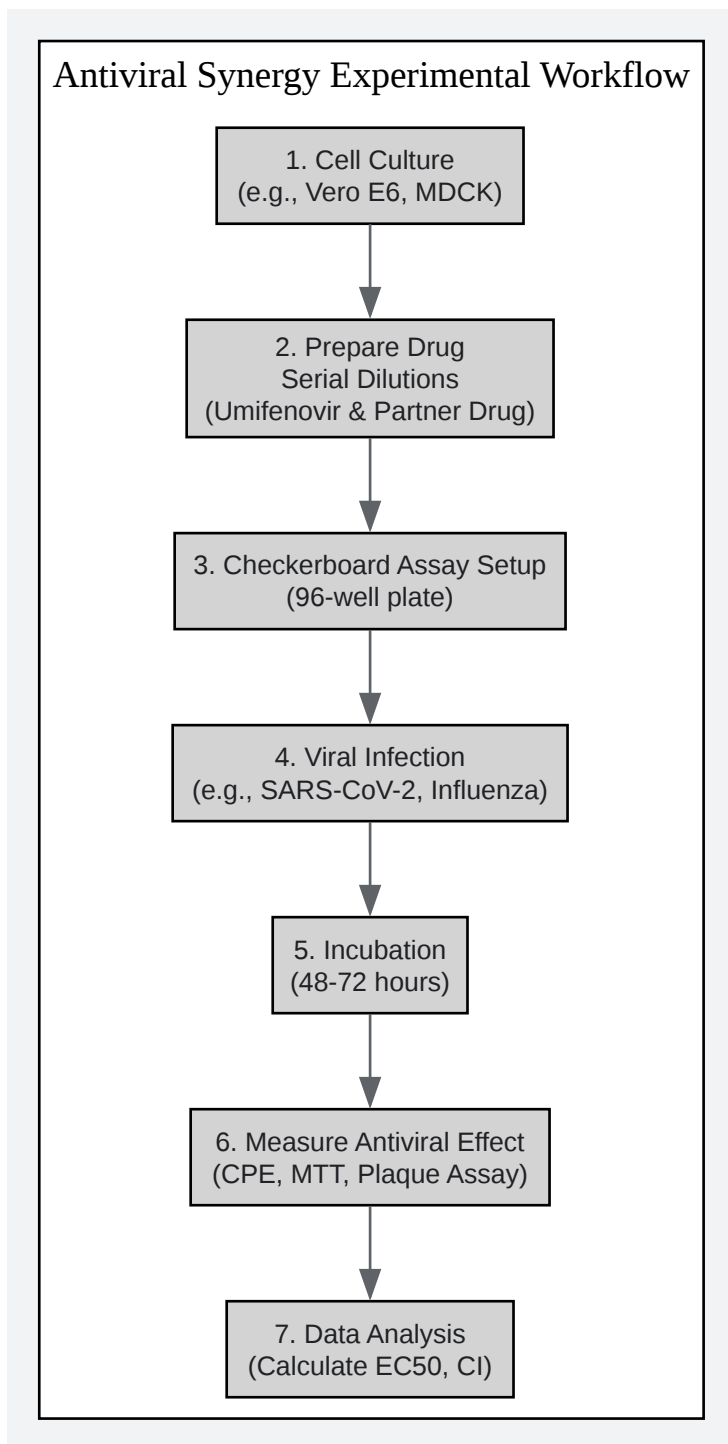 Antiviral Synergy Experimental Workflow
1. Cell Culture
(e.g., Vero E6, MDCK)
2. Prepare Drug
Serial Dilutions
(Umifenovir & Partner Drug)
3. Checkerboard Assay Setup
(96-well plate)
4. Viral Infection
(e.g., SARS-CoV-2, Influenza)
5. Incubation
(48-72 hours)
6. Measure Antiviral Effect
(CPE, MTT, Plaque Assay)
7. Data Analysis
(Calculate EC50, CI)